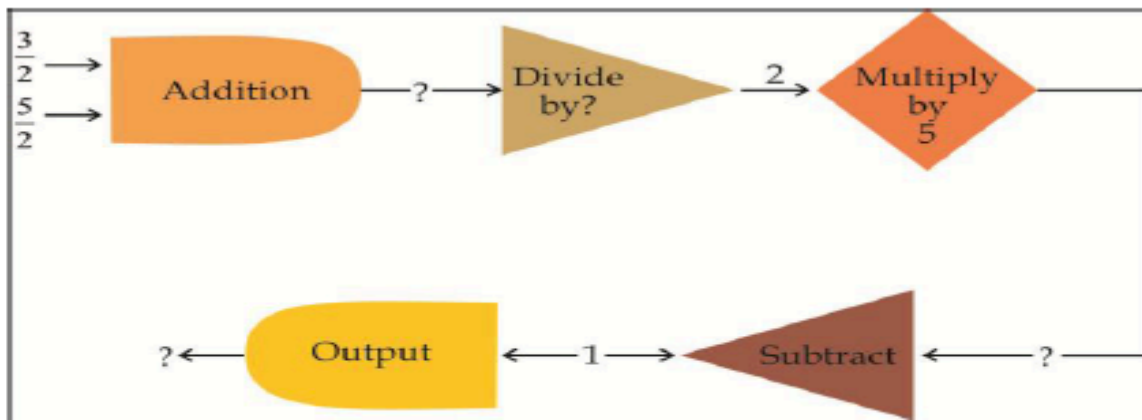 3/2
5/2
Addition
?
Divide
by?
2
Multiply
by
5
?
Subtract
1
Output
?